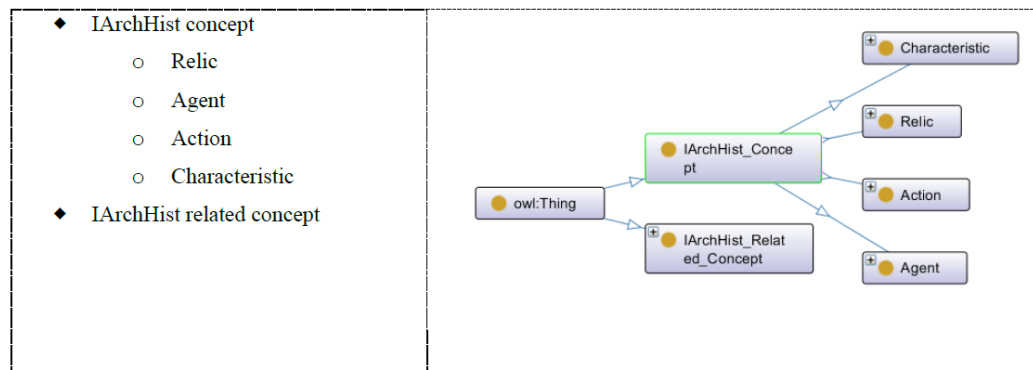 ◆ IArchHist concept
o Relic
o Agent
o Action
o Characteristic
◆ IArchHist related concept
Characteristic
Relic
IArchHist_Conce
pt
Action
owl:Thing
IArchHist_Relat
ed_Concept
Agent